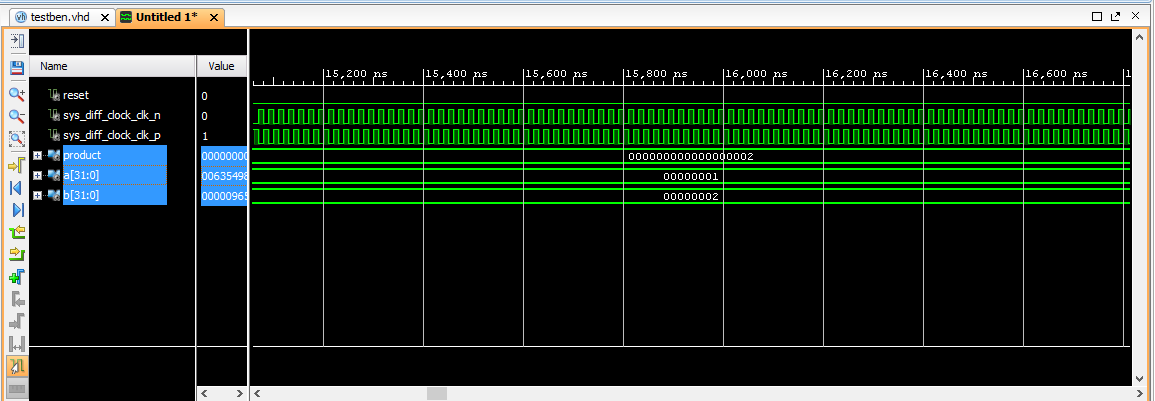 testben.vhd
Untitled 1*
Name
Value
15,200 ns
15,400 ns
15,600 ns
15,800 ns
16,000 ns
16,200 ns
16,400 ns
16,600 ns
reset
0
sys_diff_clock_clk_n
0
sys_diff_clock_clk_p
1
product
00000000
000000000000000002
a[31:0]
00635498
00000001
b[31:0]
00000965
00000002